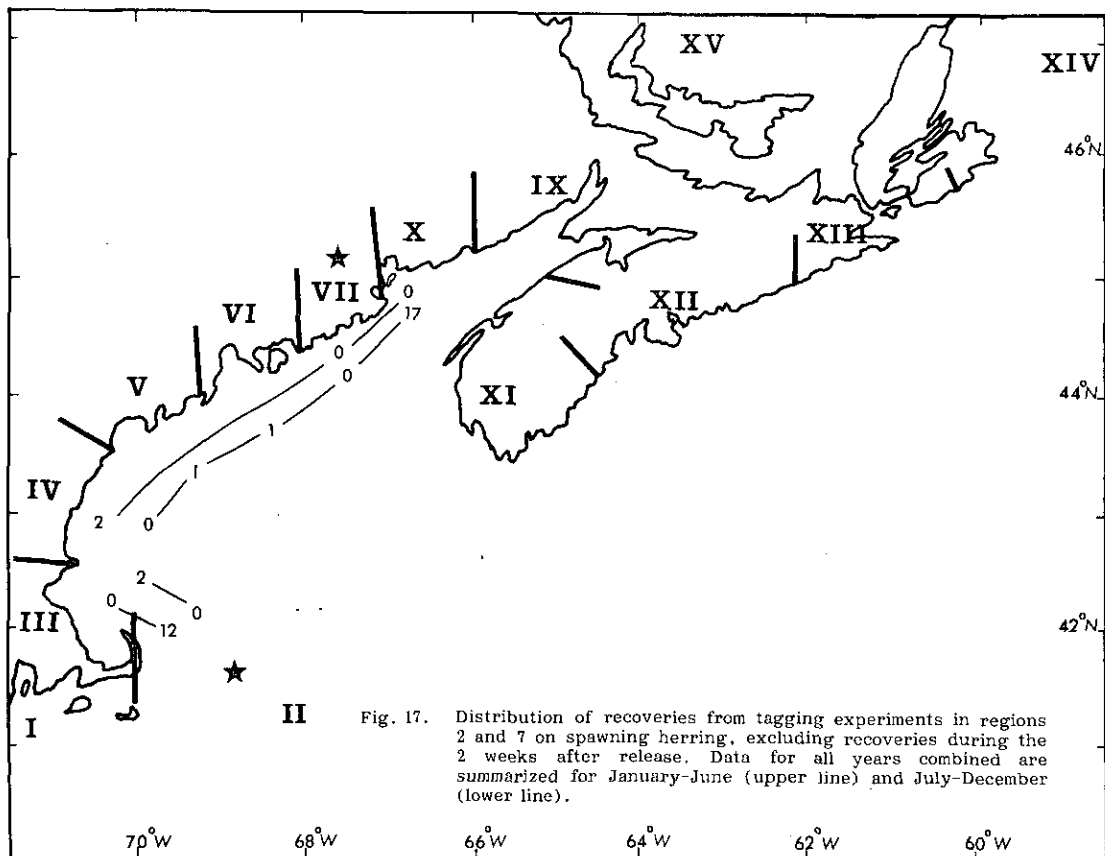 XV
XIV
46°N
IX
X
XIII
VII
0
VI
XII
17
0
0
V
1
44°N
XI
1
IV
2
0
2
0
0
III
12
42°N
II
I
Fig. 17. Distribution of recoveries from tagging experiments in regions
2 and 7 on spawning herring, excluding recoveries during the
2 weeks after release. Data for all years combined are
summarized for January-June (upper line) and July-December
(lower line).
70°W 68°W 66°W 64°W 62°W 60°W